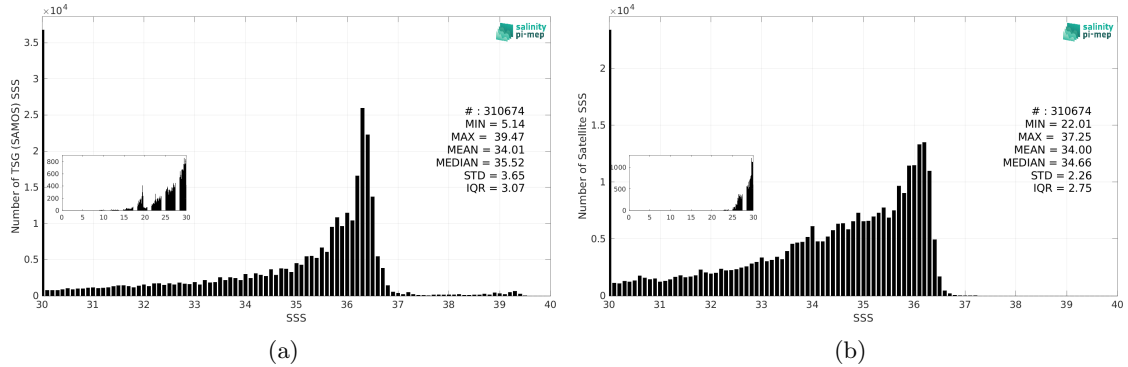 ×10⁴
salinity
pi-mep
3.5
3
2.5
2
1.5
1
0.5
0
Number of TSG (SAMOS) SSS
# : 310674
MIN = 5.14
MAX = 39.47
MEAN = 34.01
MEDIAN = 35.52
STD = 3.65
IQR = 3.07
800
600
400
200
0
0 5 10 15 20 25 30
30 31 32 33 34 35 36 37 38 39 40
SSS
(a)
×10⁴
salinity
pi-mep
2
1.5
1
0.5
0
Number of Satellite SSS
# : 310674
MIN = 22.01
MAX = 37.25
MEAN = 34.00
MEDIAN = 34.66
STD = 2.26
IQR = 2.75
1000
500
0
0 5 10 15 20 25 30
30 31 32 33 34 35 36 37 38 39 40
SSS
(b)